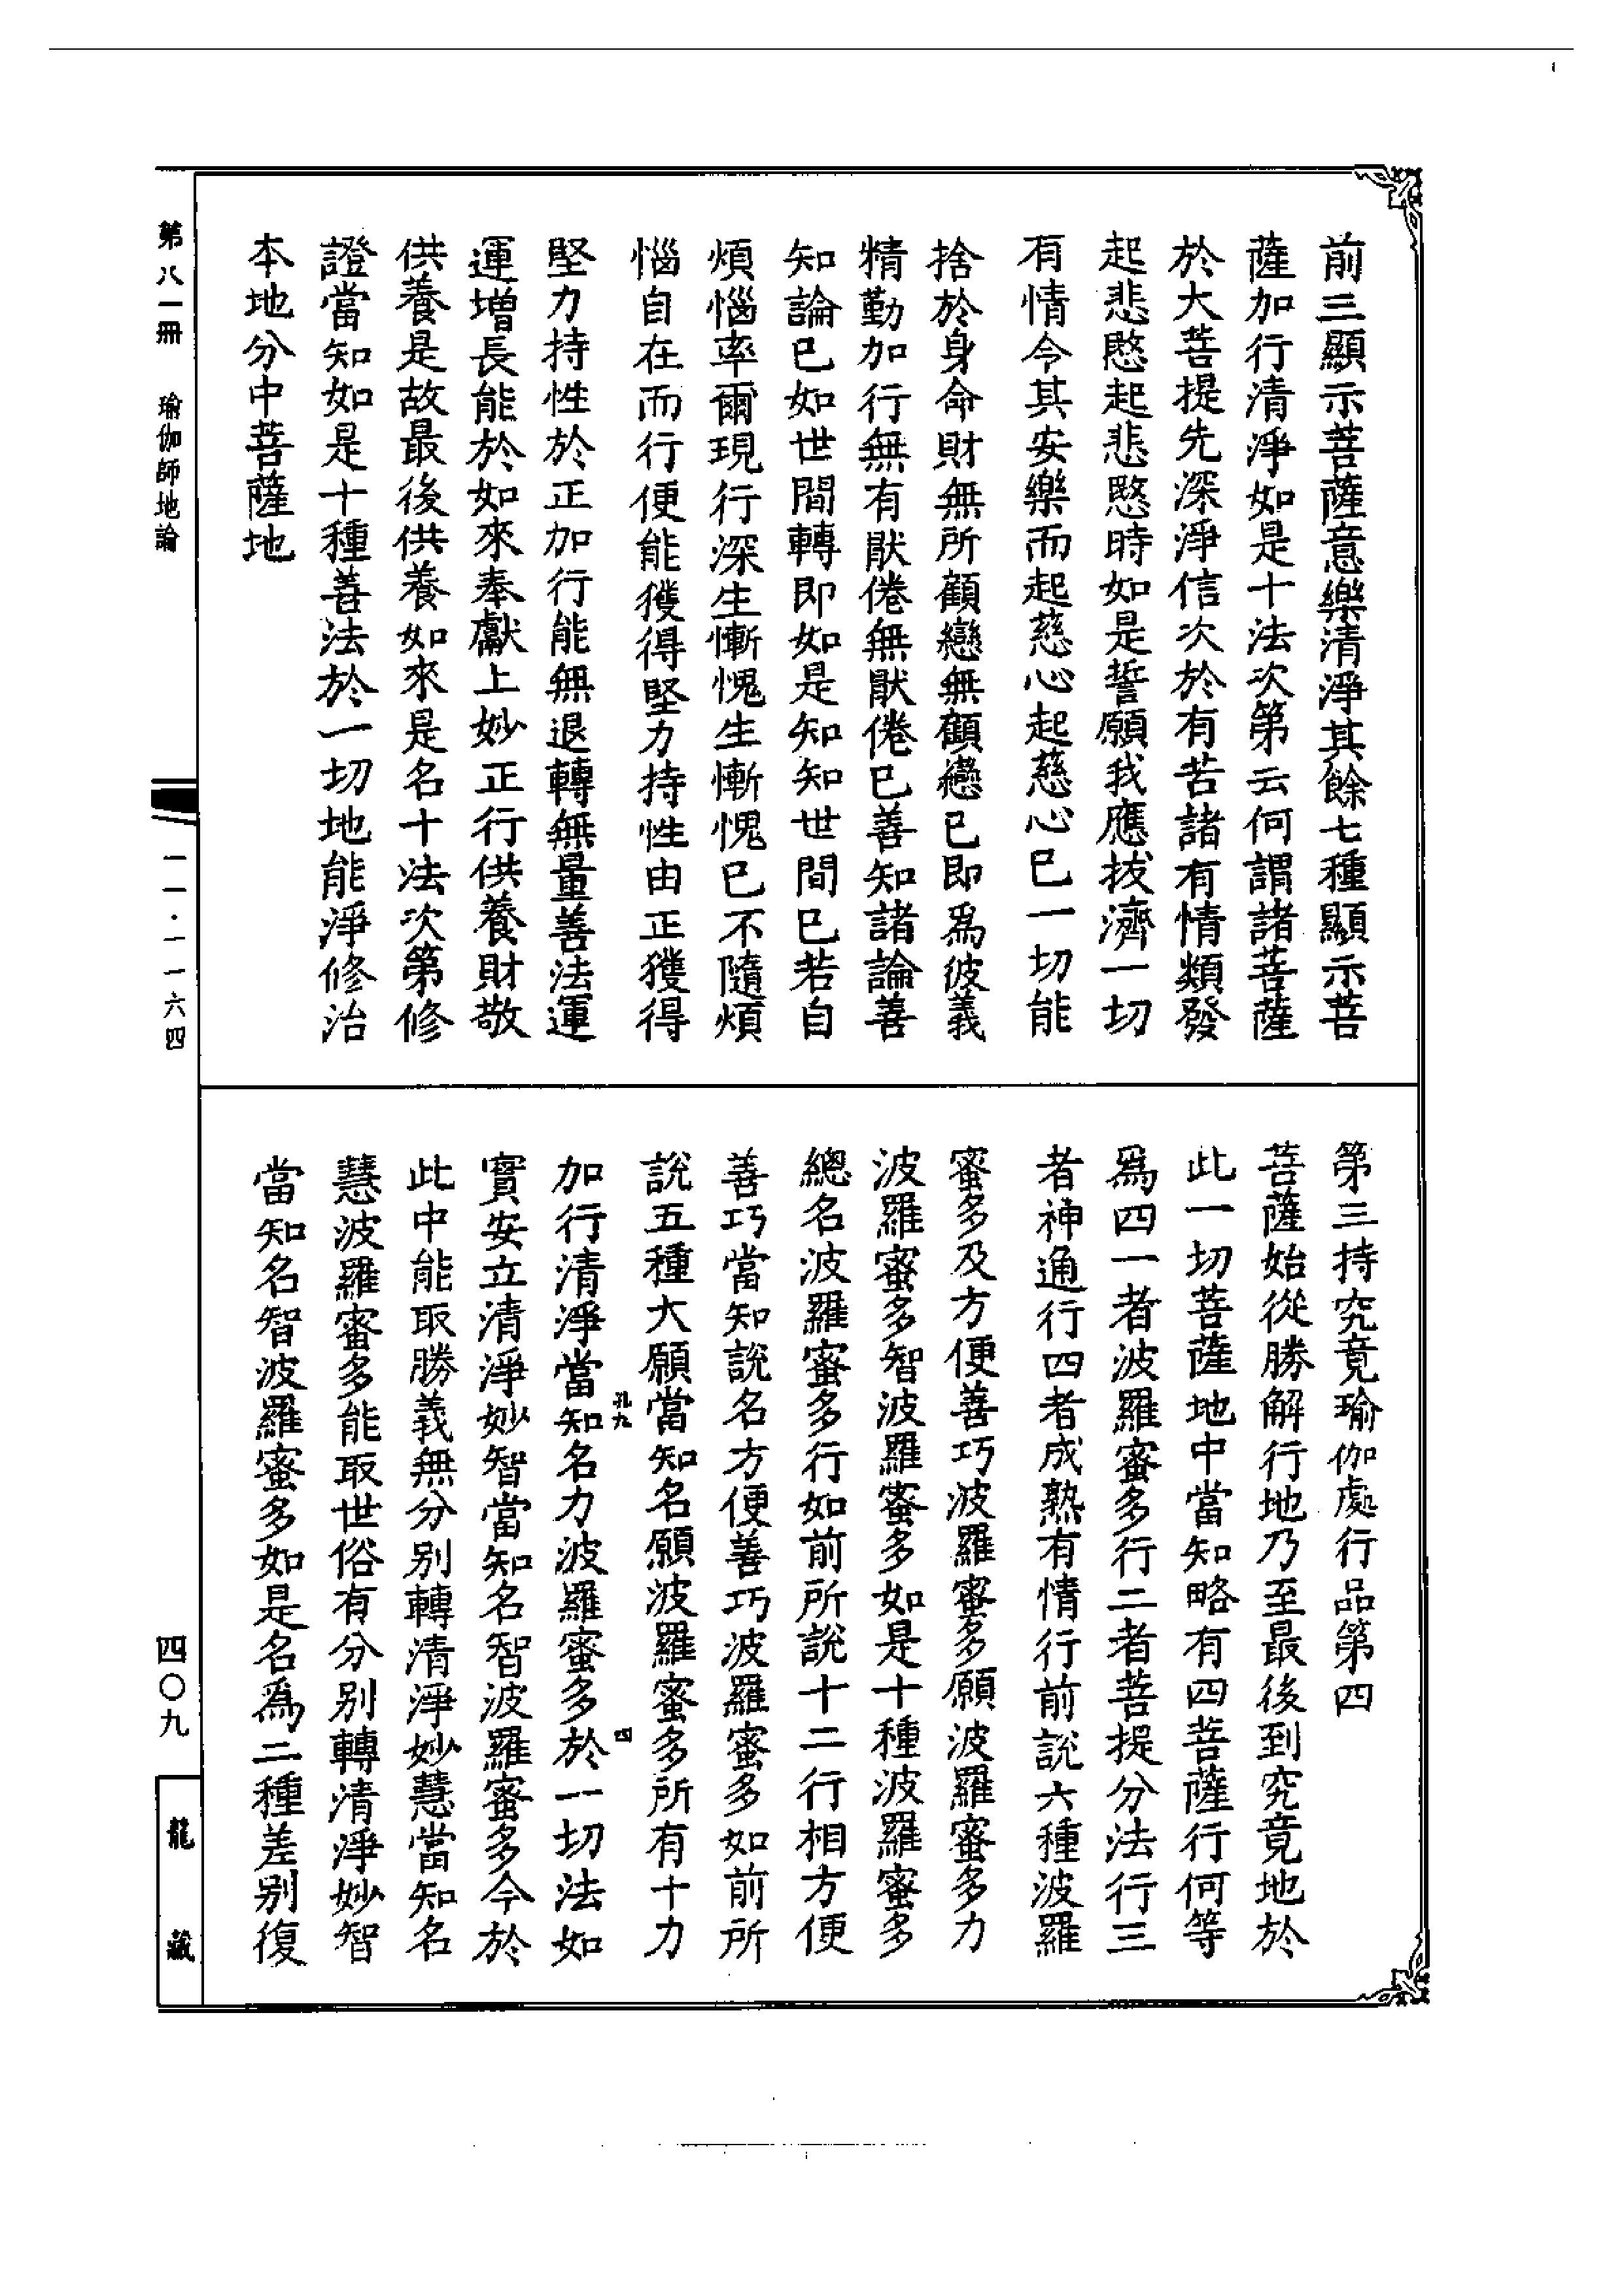 前三顯示菩薩意樂清淨其餘七種顯示菩
薩加行清淨如是十法次第云何謂諸菩薩
於大菩提先深淨信次於有苦諸有情類發
起悲愍起悲愍時如是誓願我應拔濟一切
有情令其安樂而起慈心起慈心已一切能
捨於身命財無所顧戀無顧戀已即爲彼義
精勤加行無有猒倦無猒倦已善知諸論善
知論已如世間轉即如是知知世間已若自
煩惱率爾現行深生慚愧生慚愧已不隨煩
惱自在而行便能獲得堅力持性由正獲得
堅力持性於正加行能無退轉無量善法運
運增長能於如來奉獻上妙正行供養財敬
供養是故最後供養如來是名十法次第修
證當知如是十種善法於一切地能淨修治
本地分中菩薩地
第三持究竟瑜伽處行品第四
菩薩始從勝解行地乃至最後到究竟地於
此一切菩薩地中當知略有四菩薩行何等
爲四一者波羅蜜多行二者菩提分法行三
者神通行四者成熟有情行前說六種波羅
蜜多及方便善巧波羅蜜多願波羅蜜多力
波羅蜜多智波羅蜜多如是十種波羅蜜多
總名波羅蜜多行如前所說十二行相方便
善巧當知說名方便善巧波羅蜜多如前所
說五種大願當知名願波羅蜜多所有十力
加行清淨當知名力波羅蜜多於一切法如
孔九
四
實安立清淨妙智當知名智波羅蜜多今於
此中能取勝義無分別轉清淨妙慧當知名
慧波羅蜜多能取世俗有分別轉清淨妙智
當知名智波羅蜜多如是名爲二種差別復
第八一冊 瑜伽師地論
一一·一一六四
四〇九
龍藏